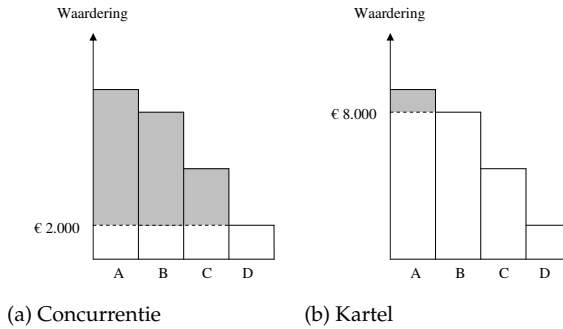 Waardering
€ 2.000
A B C D
(a) Concurrentie
Waardering
€ 8.000
A B C D
(b) Kartel